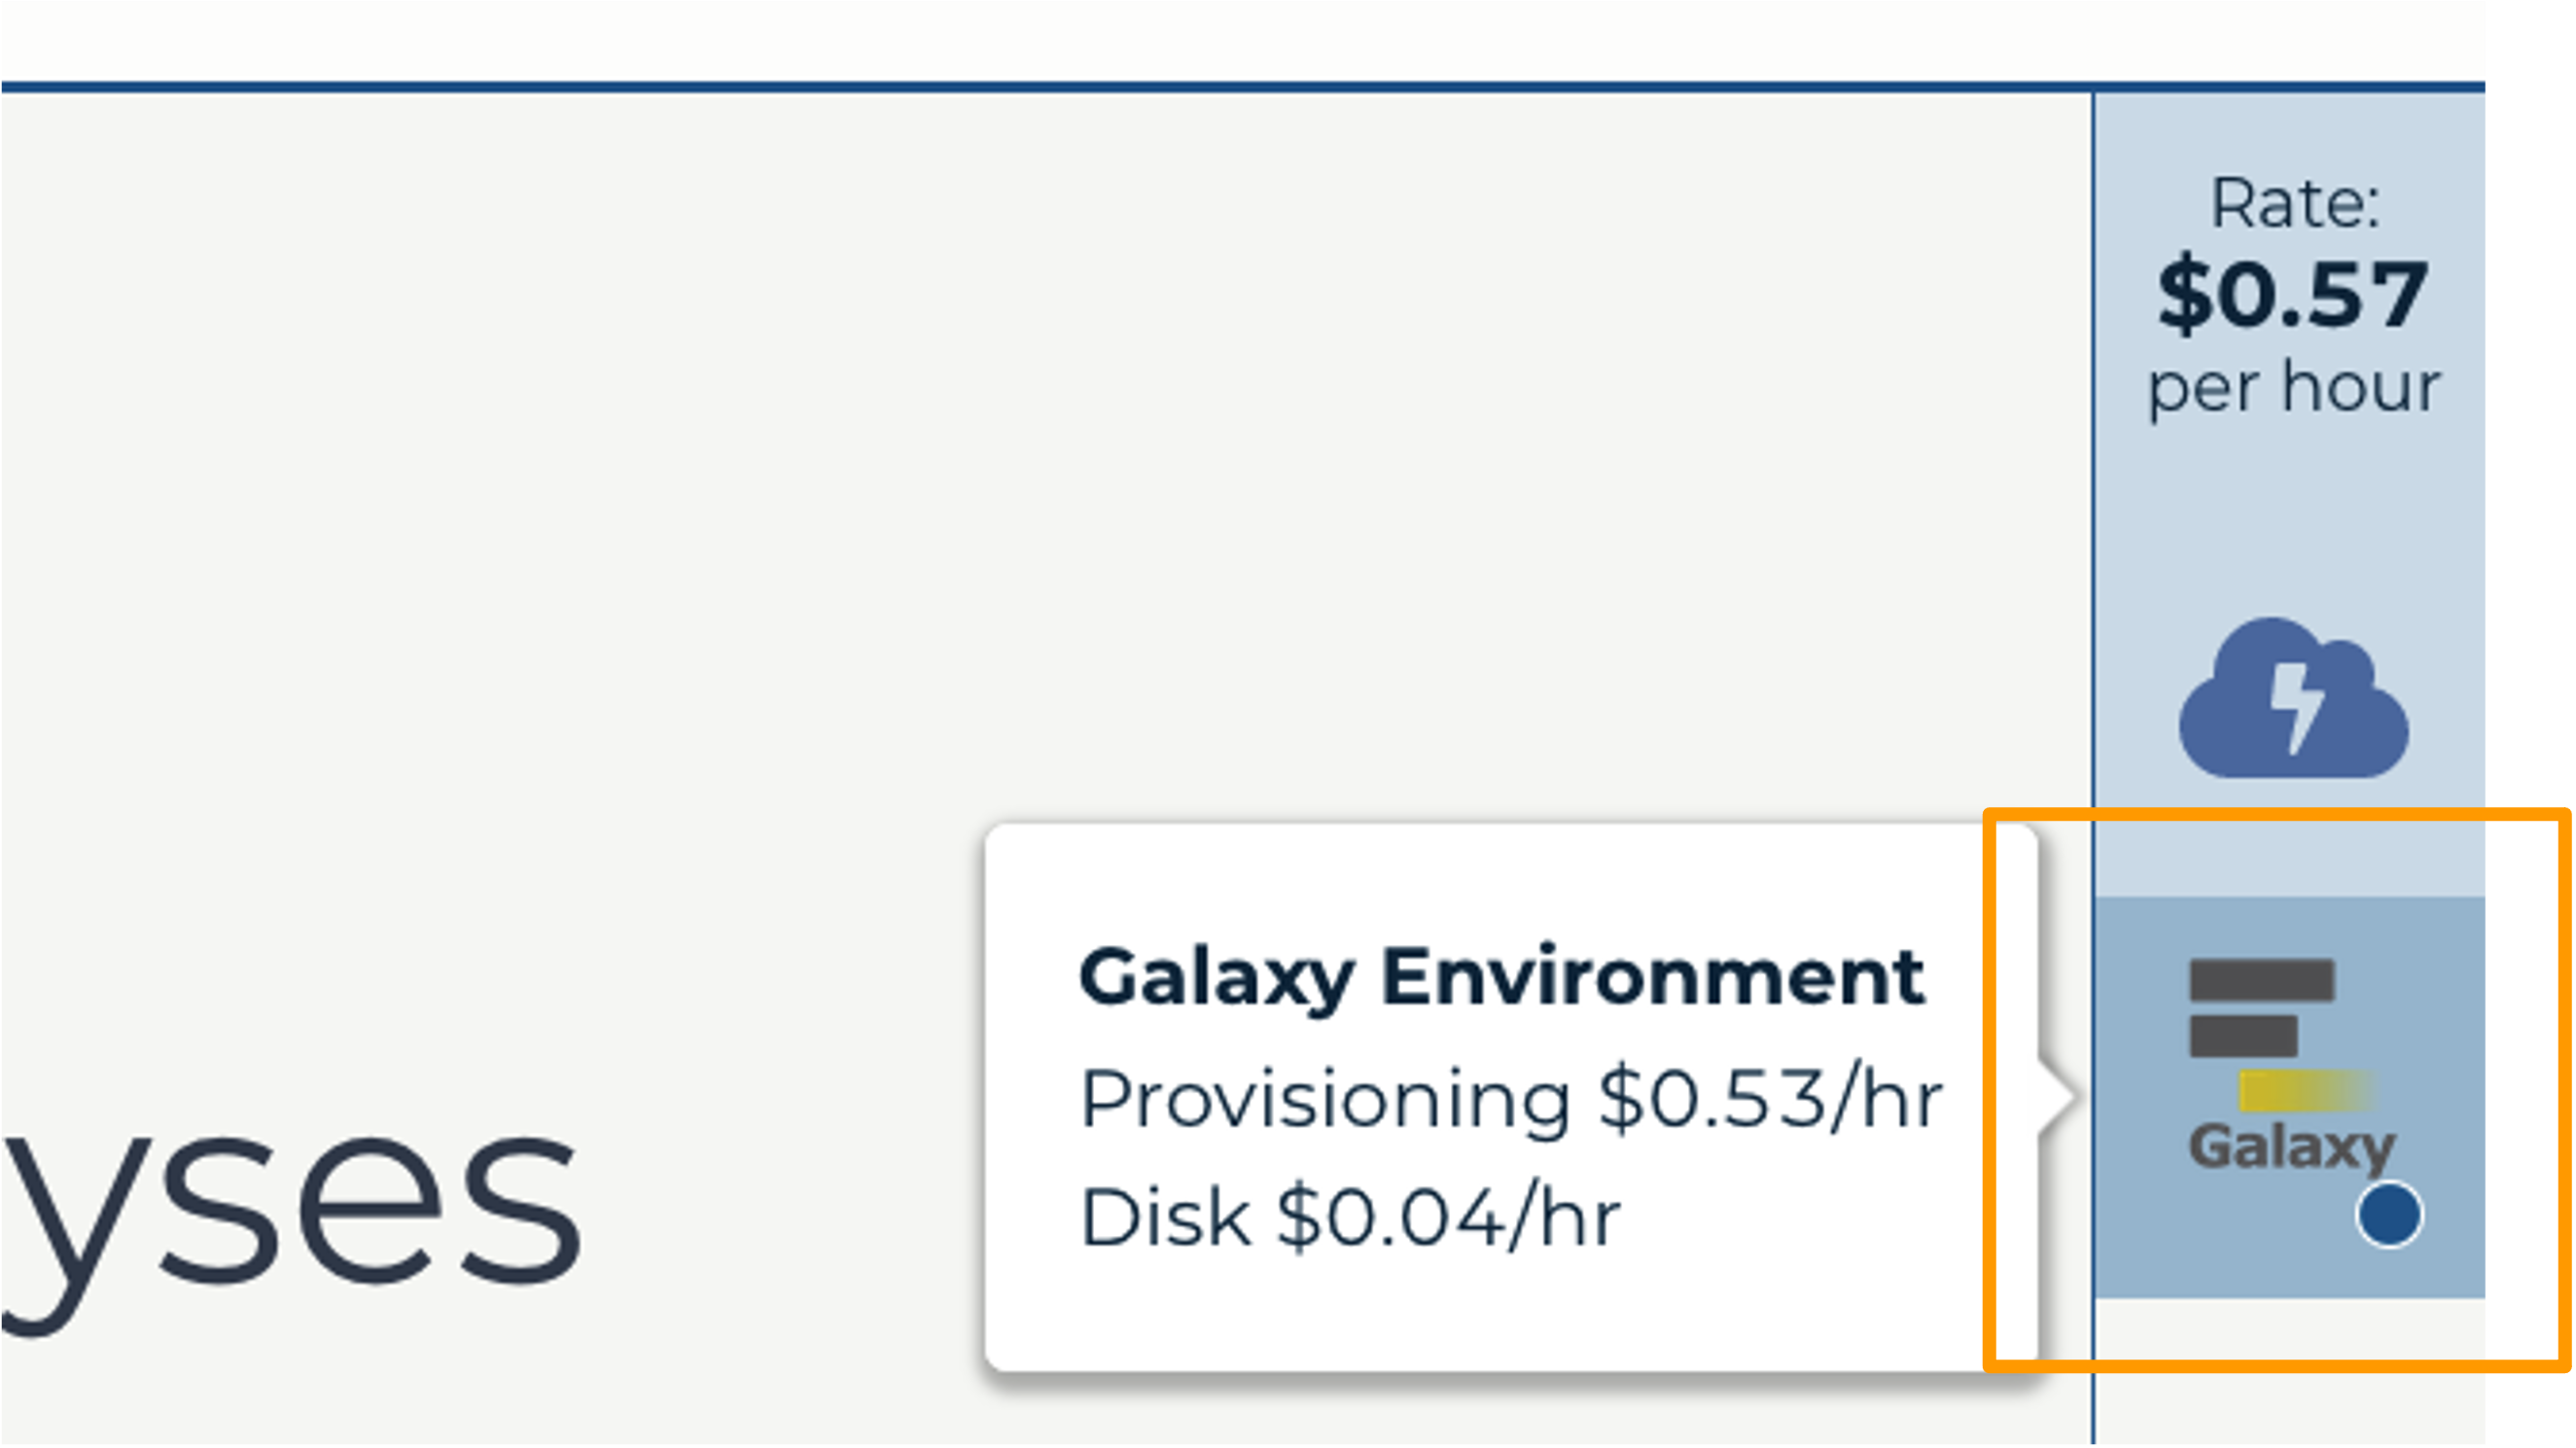 Rate:
$0.57
per hour
Galaxy Environment
Provisioning $0.53/hr
Disk $0.04/hr
Galaxy
yses